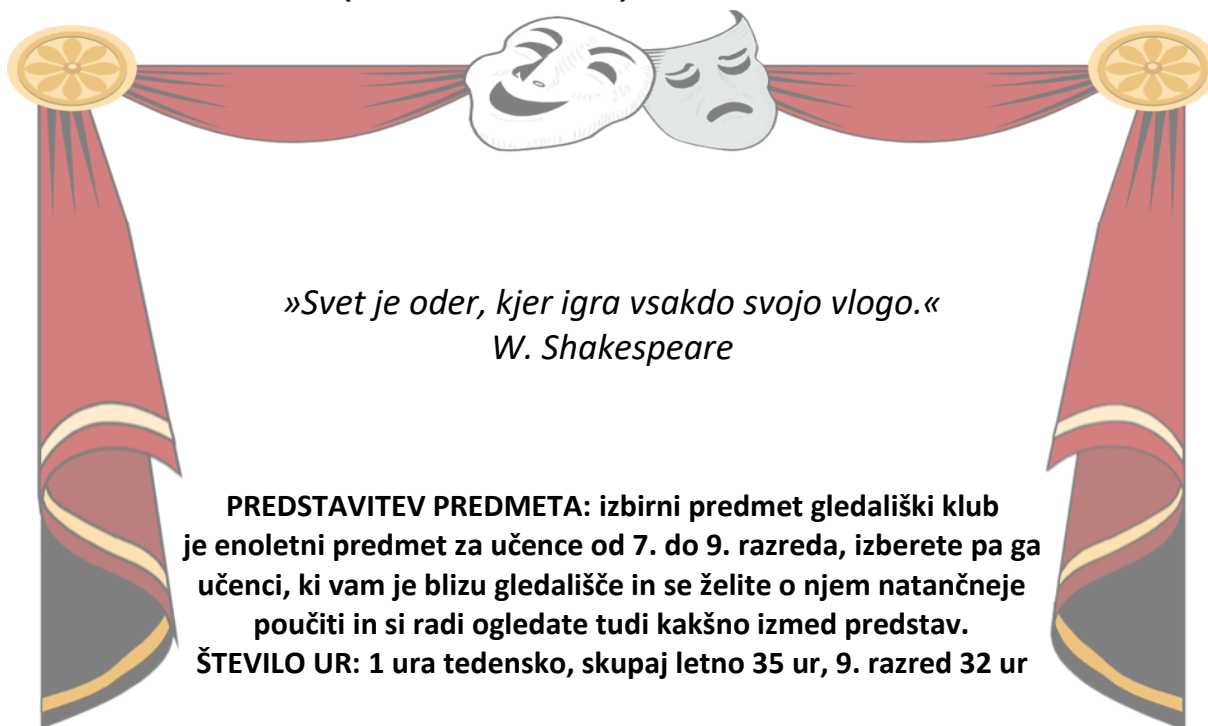 »Svet je oder, kjer igra vsakdo svojo vlogo.«
W. Shakespeare
PREDSTAVITEV PREDMETA: izbirni predmet gledališki klub
je enoletni predmet za učence od 7. do 9. razreda, izberete pa ga
učenci, ki vam je blizu gledališče in se želite o njem natančneje
poučiti in si radi ogledate tudi kakšno izmed predstav.
ŠTEVILO UR: 1 ura tedensko, skupaj letno 35 ur, 9. razred 32 ur